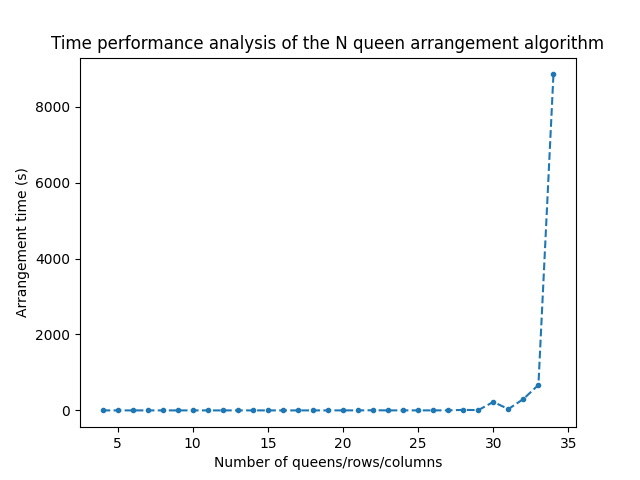 Time performance analysis of the N queen arrangement algorithm
8000
6000
4000
2000
0
Arrangement time (s)
5 10 15 20 25 30 35
Number of queens/rows/columns